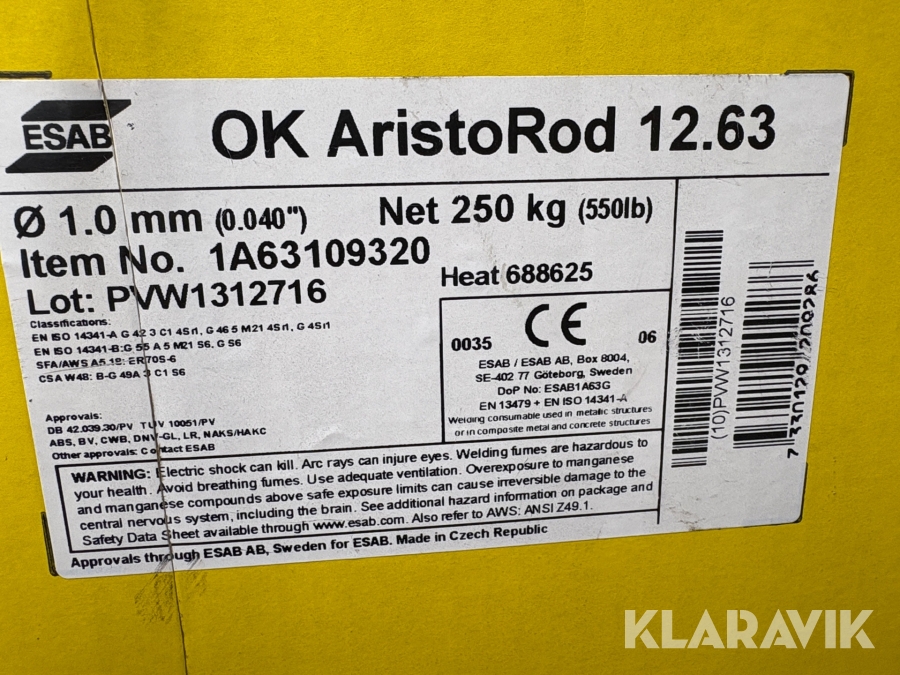 ESAB
OK AristoRod 12.63
Ø 1.0 mm (0.040")
Net 250 kg (550lb)
Item No. 1A63109320
Lot: PVW1312716
Heat 688625
Classifications:
EN ISO 14341-A G 42 3 C1 4Si1, G 46 5 M21 4Si1, G 4Si1
EN ISO 14341-B:G 55 A 5 M21 S6, G S6
SFA/AWS A5.18: ER70S-6
CSA W48: B-G 49A 3 C1 S6
Approvals:
DB 42.039.30/PV TUV 10051/PV
ABS, BV, CWB, DNV-GL, LR, NAKS/HAKC
Other approvals: Contact ESAB
CE
0035
06
ESAB / ESAB AB, Box 8004,
SE-402 77 Göteborg, Sweden
DoP No: ESAB1A63G
EN 13479 + EN ISO 14341-A
Welding consumable used in metallic structures
or in composite metal and concrete structures
(10)PVW1312716
WARNING: Electric shock can kill. Arc rays can injure eyes. Welding fumes are hazardous to
your health. Avoid breathing fumes. Use adequate ventilation. Overexposure to manganese
and manganese compounds above safe exposure limits can cause irreversible damage to the
central nervous system, including the brain. See additional hazard information on package and
Safety Data Sheet available through www.esab.com. Also refer to AWS: ANSI Z49.1.
Approvals through ESAB AB, Sweden for ESAB. Made in Czech Republic
KLARAVIK